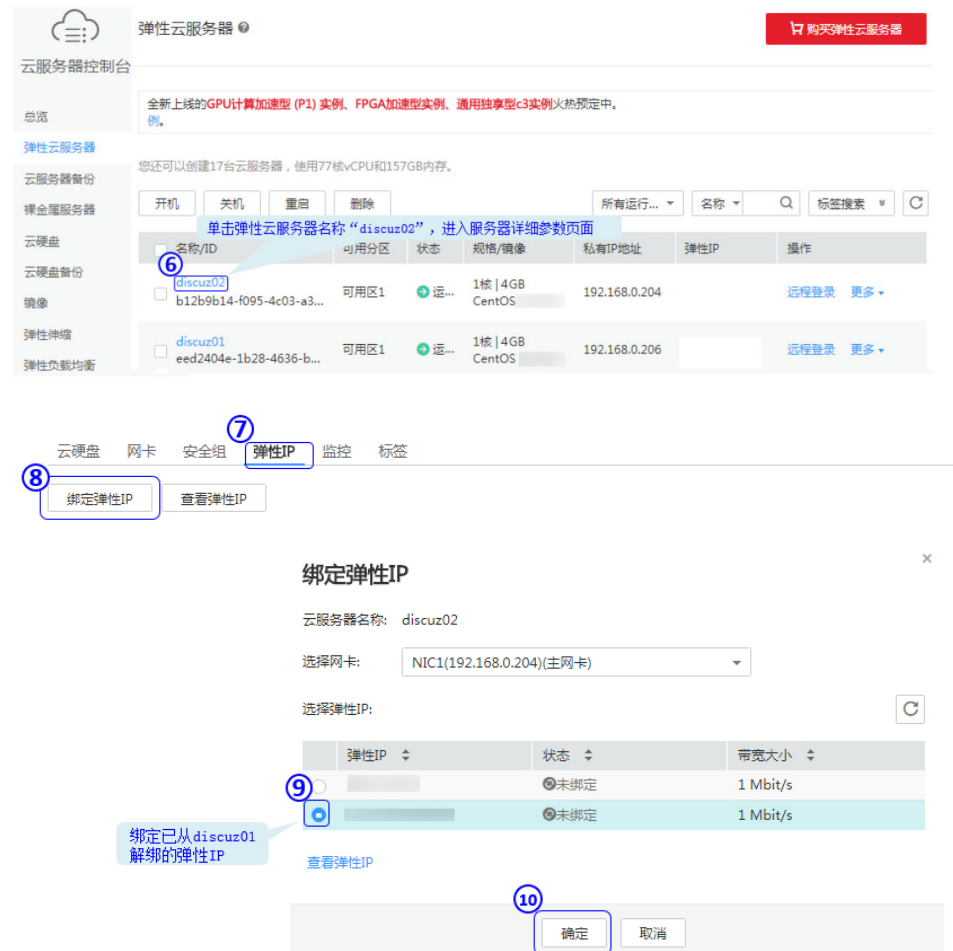 弹性云服务器
购买弹性云服务器
云服务器控制台
全新上线的GPU计算加速型 (P1) 实例、FPGA加速型实例、通用独享型c3实例火热预定中。
例。
总览
弹性云服务器
云服务器备份
裸金属服务器
云硬盘
云硬盘备份
镜像
弹性伸缩
弹性负载均衡
您还可以创建17台云服务器，使用77核vCPU和157GB内存。
开机 关机 重启 删除 所有运行... 名称 标签搜索
单击弹性云服务器名称“discuz02”，进入服务器详细参数页面
名称/ID 可用分区 状态 规格/镜像 私有IP地址 弹性IP 操作
⑥
discuz02 可用区1 运... 1核 | 4GB 192.168.0.204 远程登录 更多
b12b9b14-f095-4c03-a3... CentOS
discuz01 可用区1 运... 1核 | 4GB 192.168.0.206 远程登录 更多
eed2404e-1b28-4636-b... CentOS
⑦
云硬盘 网卡 安全组 弹性IP 监控 标签
⑧
绑定弹性IP 查看弹性IP
绑定弹性IP
云服务器名称: discuz02
选择网卡: NIC1(192.168.0.204)(主网卡)
选择弹性IP:
弹性IP 状态 带宽大小
未绑定 1 Mbit/s
⑨
未绑定 1 Mbit/s
绑定已从discuz01
解绑的弹性IP
查看弹性IP
⑩
确定 取消